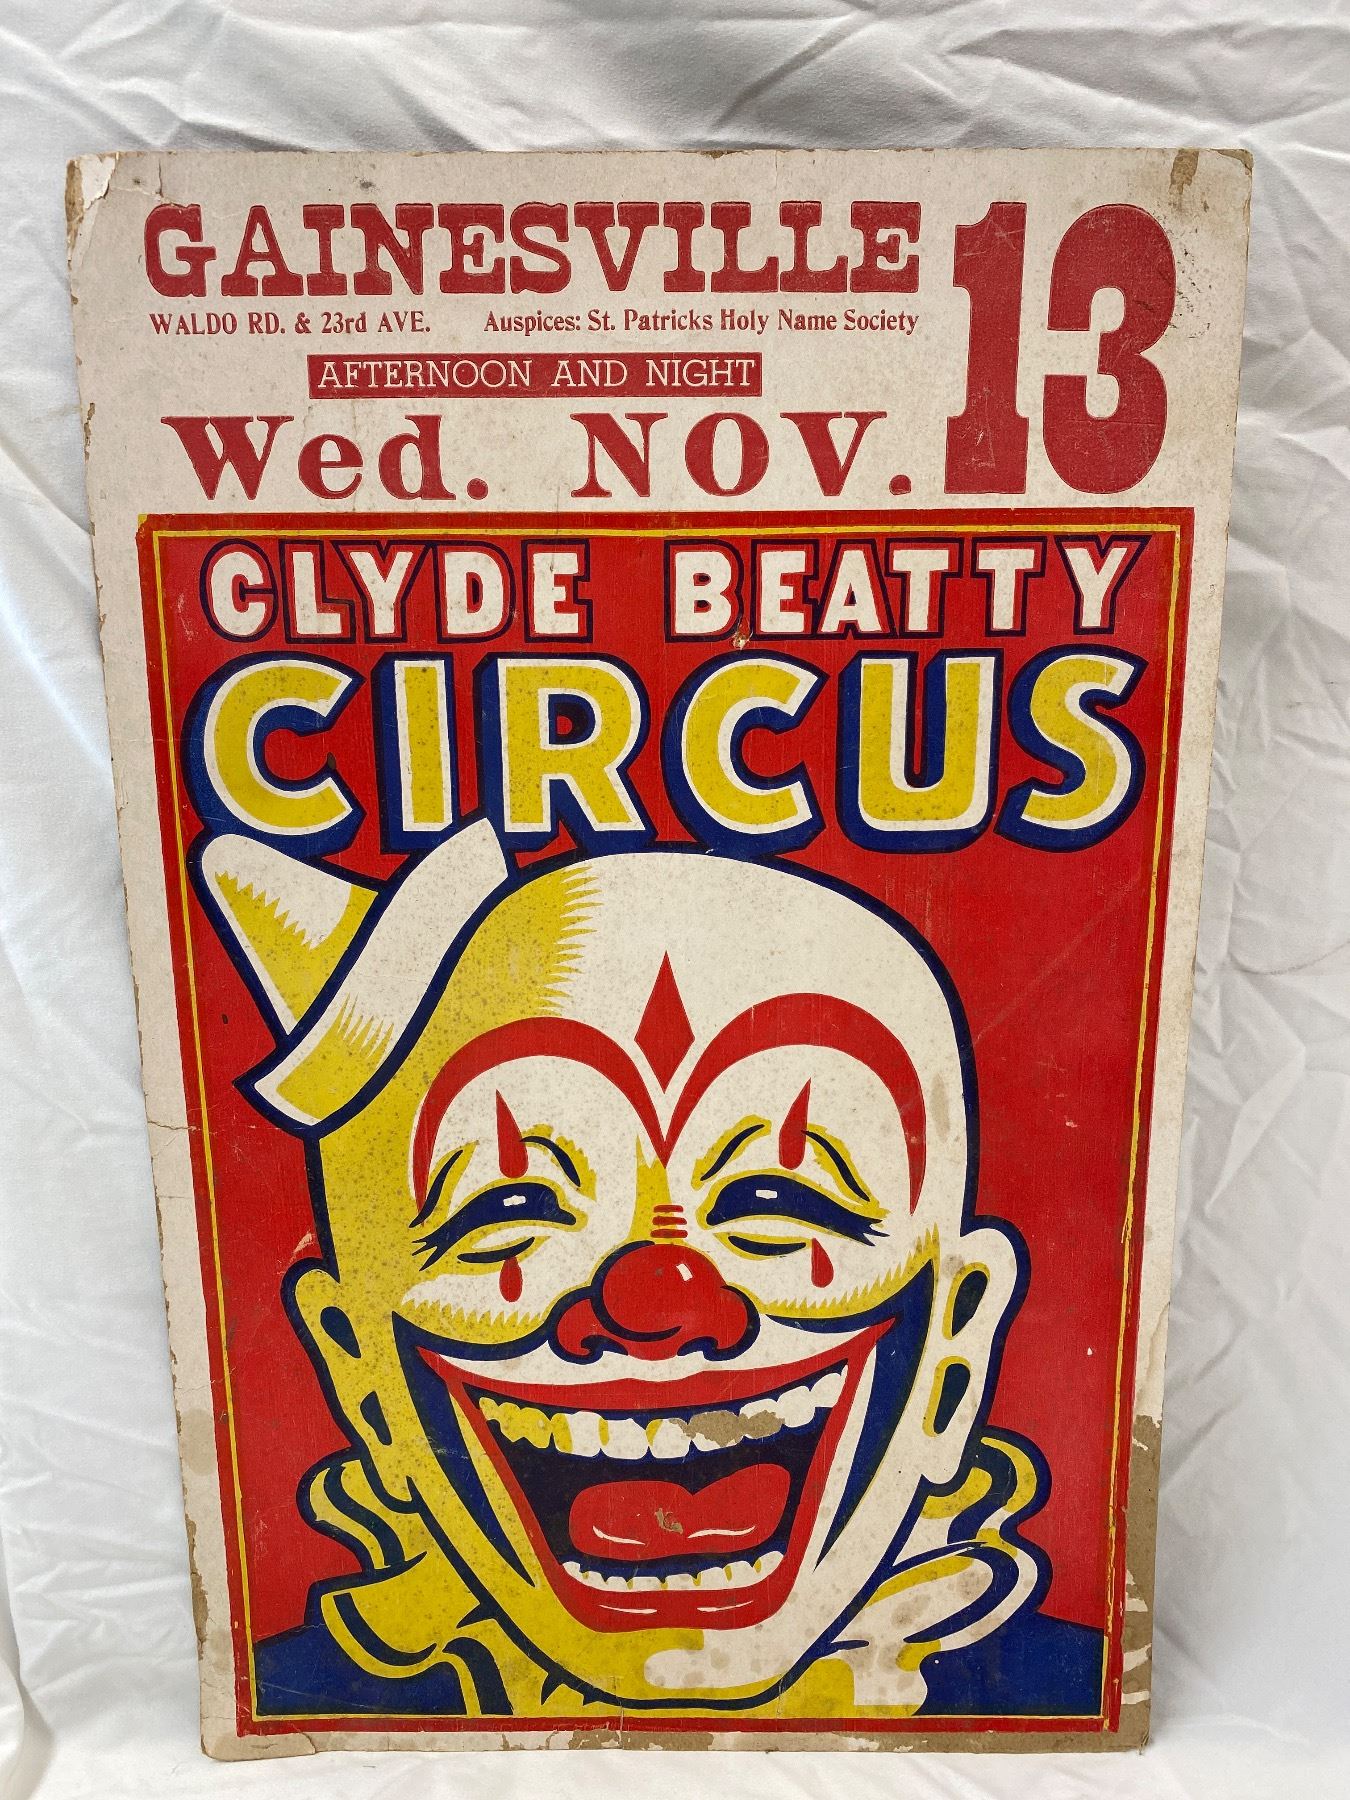 GAINESVILLE 13
WALDO RD. & 23rd AVE. Auspices: St. Patricks Holy Name Society
AFTERNOON AND NIGHT
Wed. NOV.
CLYDE BEATTY
CIRCUS